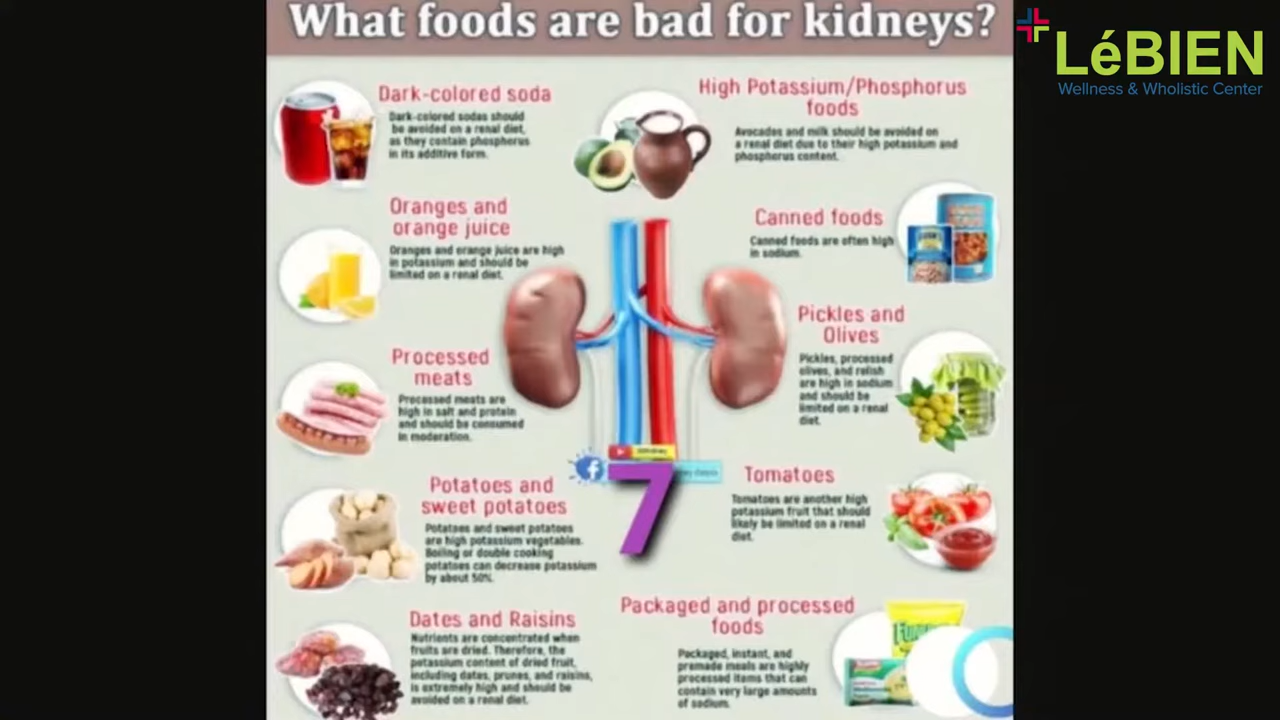 What foods are bad for kidneys?
LéBIEN
Wellness & Wholistic Center
Dark-colored soda
Dark-colored sodas should
be avoided on a renal diet,
as they contain phosphorus
in its additive form.
High Potassium/Phosphorus
foods
Avocados and milk should be avoided on
a renal diet due to their high potassium and
phosphorus content.
Oranges and
orange juice
Oranges and orange juice are high
in potassium and should be
limited on a renal diet.
Canned foods
Canned foods are often high
in sodium.
Processed
meats
Processed meats are
high in salt and protein
and should be consumed
in moderation.
Pickles and
Olives
Pickles, processed
olives, and relish
are high in sodium
and should be
limited on a renal
diet.
Potatoes and
sweet potatoes
Potatoes and sweet potatoes
are high potassium vegetables.
Boiling or double cooking
potatoes can decrease potassium
by about 50%.
7
Tomatoes
Tomatoes are another high
potassium fruit that should
likely be limited on a renal
diet.
Dates and Raisins
Nutrients are concentrated when
fruits are dried. Therefore, the
potassium content of dried fruit,
including dates, prunes, and raisins,
is extremely high and should be
avoided on a renal diet.
Packaged and processed
foods
Packaged, instant, and
premade meals are highly
processed items that can
contain very large amounts
of sodium.